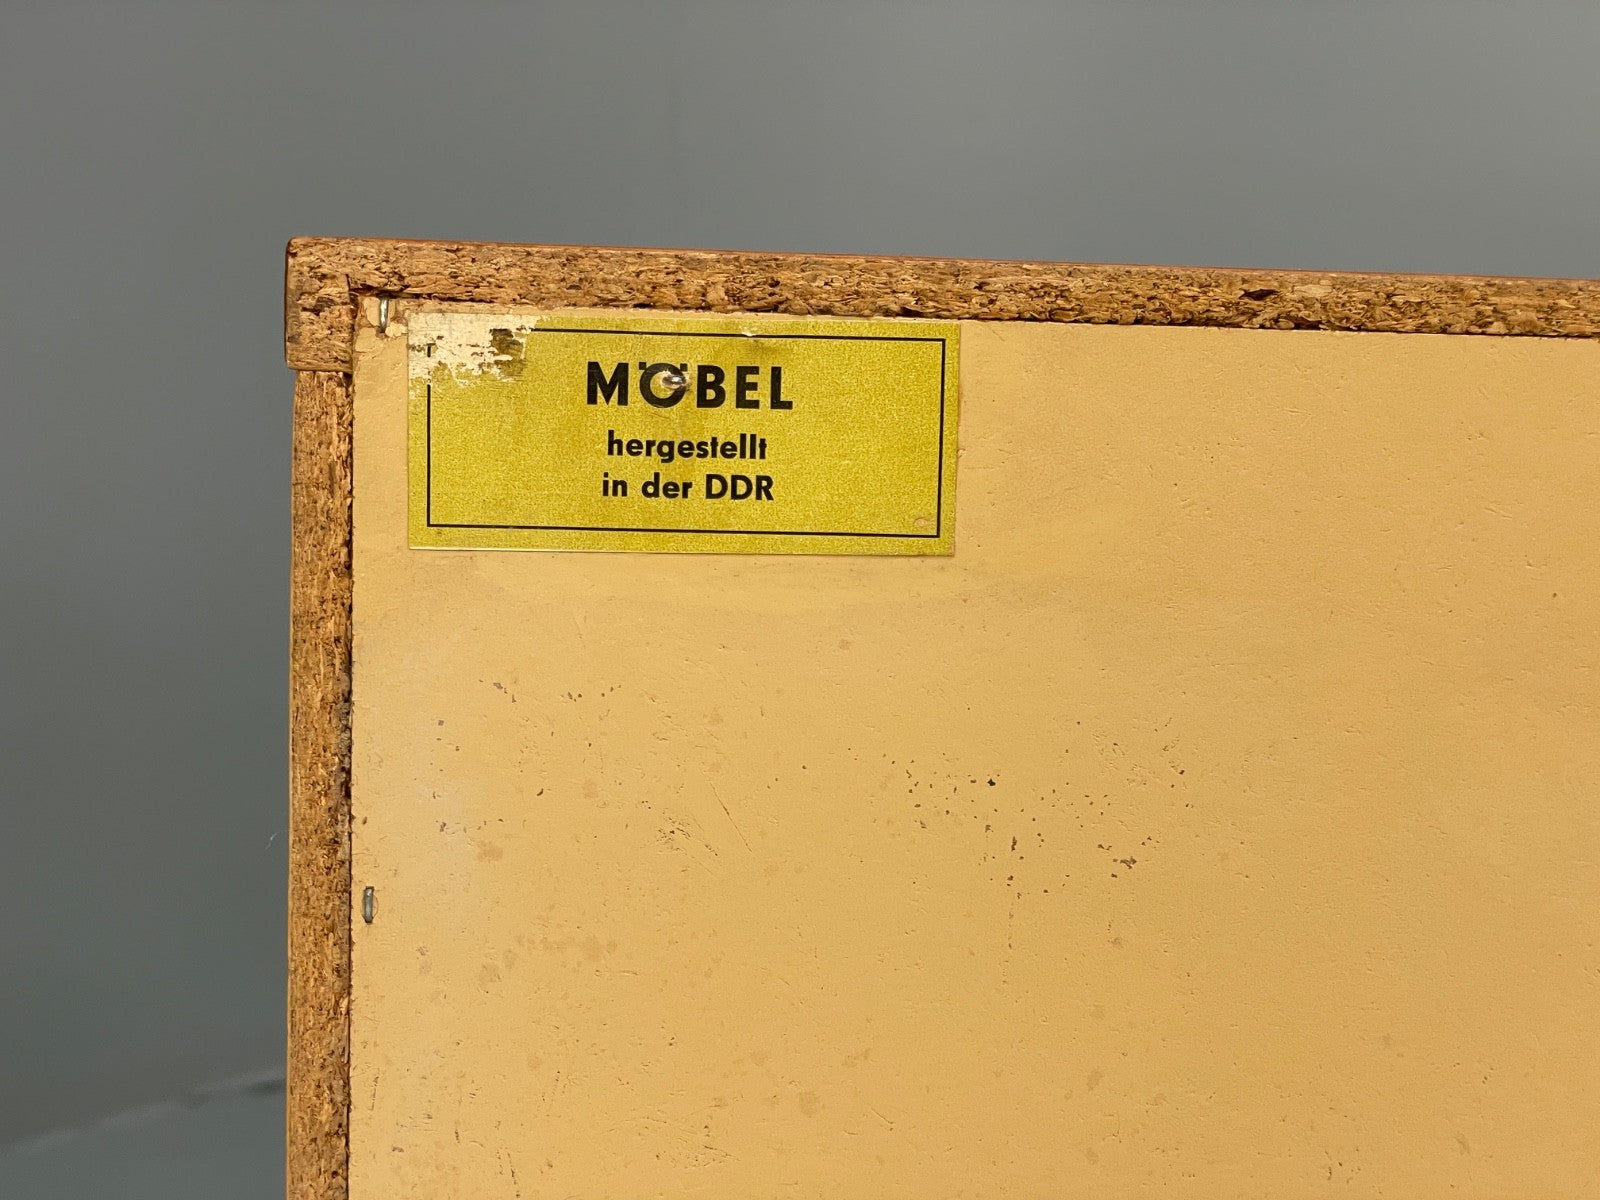 MÖBEL
hergestellt
in der DDR